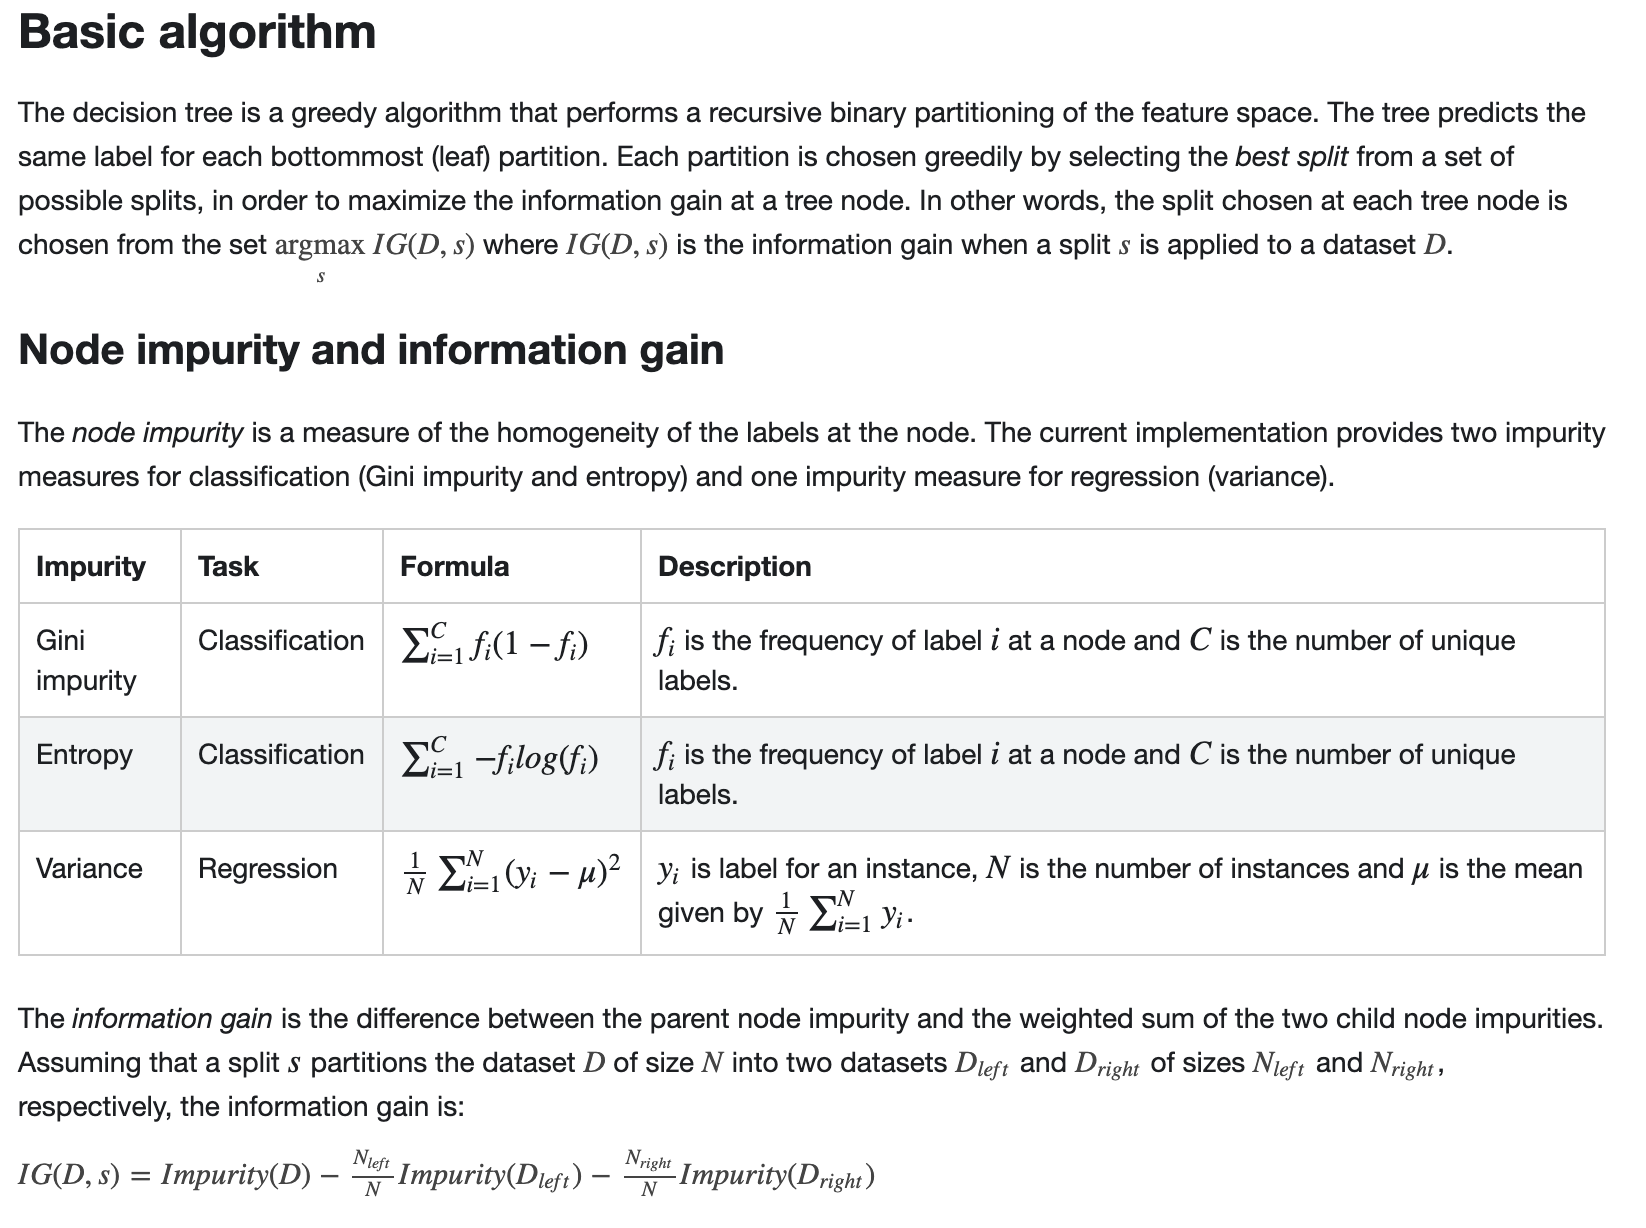 Basic algorithm
The decision tree is a greedy algorithm that performs a recursive binary partitioning of the feature space. The tree predicts the
same label for each bottommost (leaf) partition. Each partition is chosen greedily by selecting the best split from a set of
possible splits, in order to maximize the information gain at a tree node. In other words, the split chosen at each tree node is
chosen from the set argmax IG(D, s) where IG(D, s) is the information gain when a split s is applied to a dataset D.
s
Node impurity and information gain
The node impurity is a measure of the homogeneity of the labels at the node. The current implementation provides two impurity
measures for classification (Gini impurity and entropy) and one impurity measure for regression (variance).
Impurity Task Formula Description
Gini impurity Classification ∑_{i=1}^{C} f_i(1 − f_i) f_i is the frequency of label i at a node and C is the number of unique
labels.
Entropy Classification ∑_{i=1}^{C} −f_i log(f_i) f_i is the frequency of label i at a node and C is the number of unique
labels.
Variance Regression \frac{1}{N} ∑_{i=1}^{N} (y_i − μ)^2 y_i is label for an instance, N is the number of instances and μ is the mean
given by \frac{1}{N} ∑_{i=1}^{N} y_i.
The information gain is the difference between the parent node impurity and the weighted sum of the two child node impurities.
Assuming that a split s partitions the dataset D of size N into two datasets D_{left} and D_{right} of sizes N_{left} and N_{right},
respectively, the information gain is:
IG(D, s) = Impurity(D) − \frac{N_{left}}{N} Impurity(D_{left}) − \frac{N_{right}}{N} Impurity(D_{right})